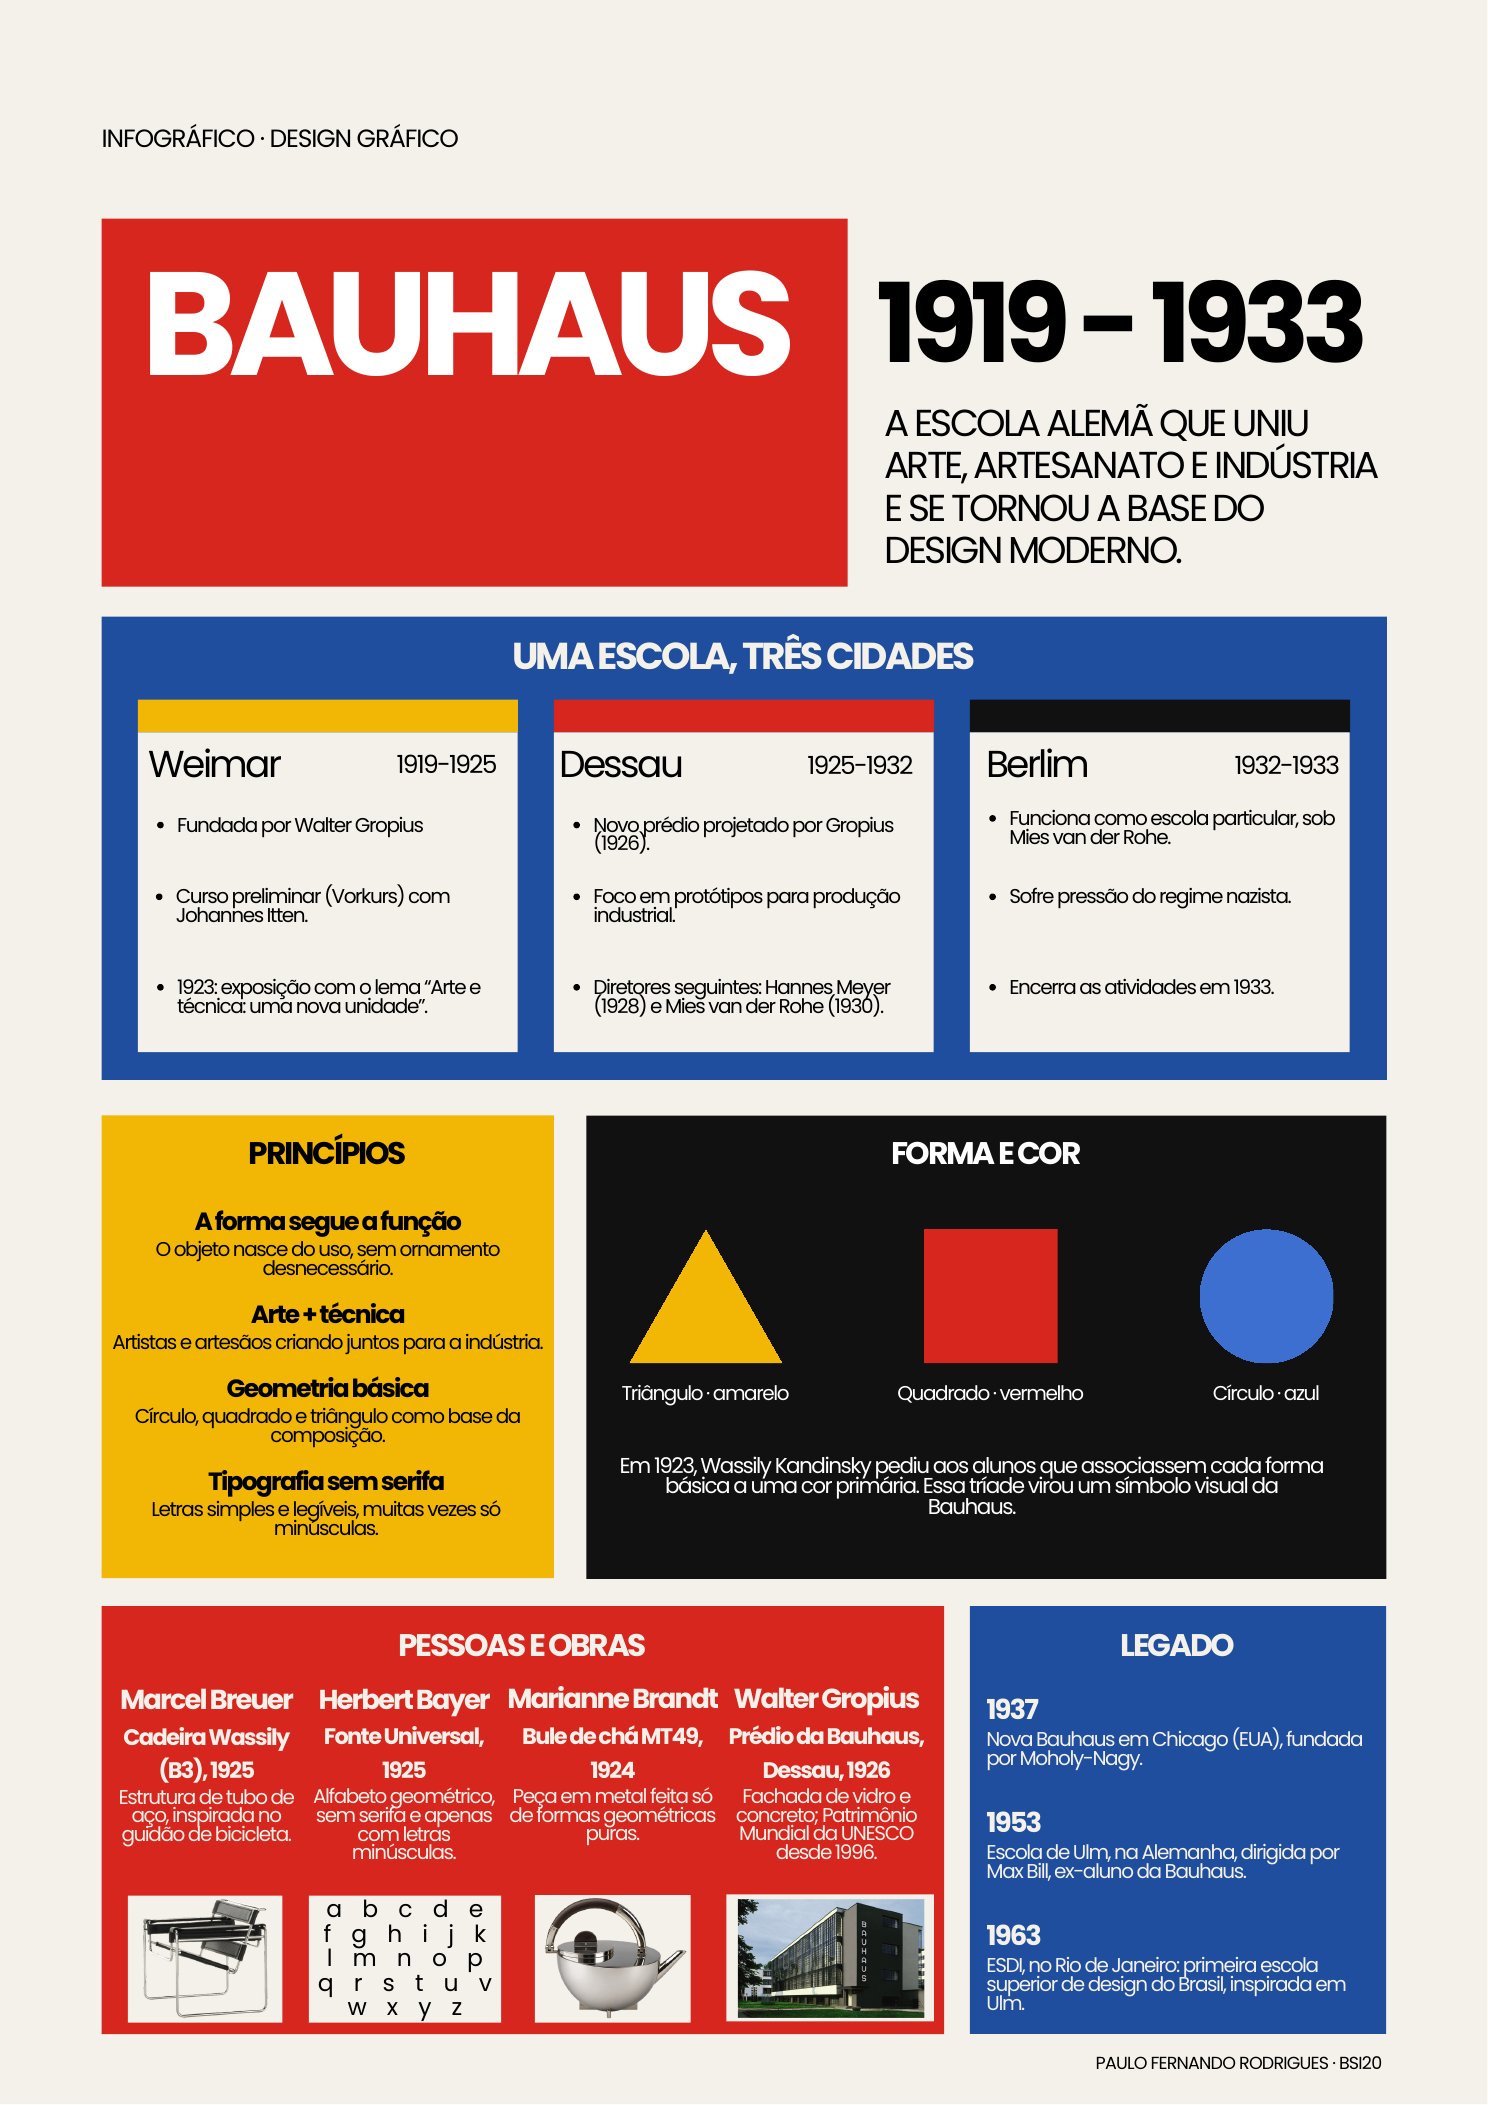 INFOGRÁFICO · DESIGN GRÁFICO
BAUHAUS
1919 – 1933
A ESCOLA ALEMÃ QUE UNIU
ARTE, ARTESANATO E INDÚSTRIA
E SE TORNOU A BASE DO
DESIGN MODERNO.
UMA ESCOLA, TRÊS CIDADES
Weimar 1919-1925
• Fundada por Walter Gropius
• Curso preliminar (Vorkurs) com
Johannes Itten.
• 1923: exposição com o lema “Arte e
técnica: uma nova unidade”.
Dessau 1925-1932
• Novo prédio projetado por Gropius
(1926).
• Foco em protótipos para produção
industrial.
• Diretores seguintes: Hannes Meyer
(1928) e Mies van der Rohe (1930).
Berlim 1932-1933
• Funciona como escola particular, sob
Mies van der Rohe.
• Sofre pressão do regime nazista.
• Encerra as atividades em 1933.
PRINCÍPIOS
A forma segue a função
O objeto nasce do uso, sem ornamento
desnecessário.
Arte + técnica
Artistas e artesãos criando juntos para a indústria.
Geometria básica
Círculo, quadrado e triângulo como base da
composição.
Tipografia sem serifa
Letras simples e legíveis, muitas vezes só
minúsculas.
FORMA E COR
Triângulo · amarelo
Quadrado · vermelho
Círculo · azul
Em 1923, Wassily Kandinsky pediu aos alunos que associassem cada forma
básica a uma cor primária. Essa tríade virou um símbolo visual da
Bauhaus.
PESSOAS E OBRAS
Marcel Breuer
Cadeira Wassily
(B3), 1925
Estrutura de tubo de
aço, inspirada no
guidão de bicicleta.
Herbert Bayer
Fonte Universal,
1925
Alfabeto geométrico,
sem serifa e apenas
com letras
minúsculas.
a b c d e
f g h i j k
l m n o p
q r s t u v
w x y z
Marianne Brandt
Bule de chá MT49,
1924
Peça em metal feita só
de formas geométricas
puras.
Walter Gropius
Prédio da Bauhaus,
Dessau, 1926
Fachada de vidro e
concreto; Patrimônio
Mundial da UNESCO
desde 1996.
BAUHAUS
LEGADO
1937
Nova Bauhaus em Chicago (EUA), fundada
por Moholy-Nagy.
1953
Escola de Ulm, na Alemanha, dirigida por
Max Bill, ex-aluno da Bauhaus.
1963
ESDI, no Rio de Janeiro: primeira escola
superior de design do Brasil, inspirada em
Ulm.
PAULO FERNANDO RODRIGUES · BSI20